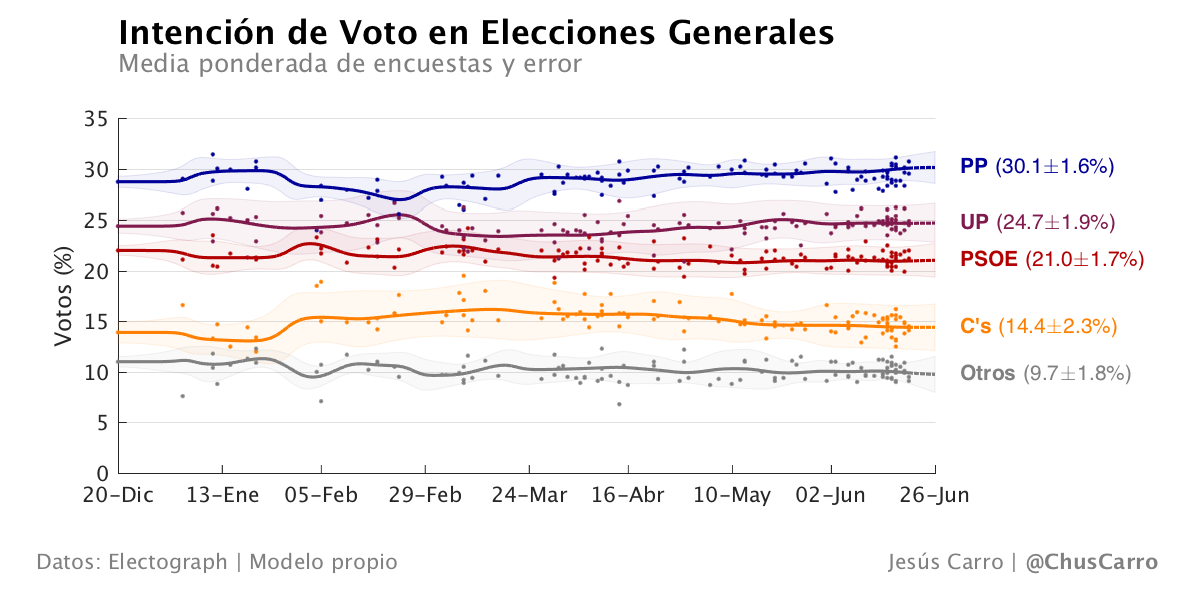 Intención de Voto en Elecciones Generales
Media ponderada de encuestas y error
Votos (%)
35
30
25
20
15
10
5
0
20-Dic 13-Ene 05-Feb 29-Feb 24-Mar 16-Abr 10-May 02-Jun 26-Jun
PP (30.1±1.6%)
UP (24.7±1.9%)
PSOE (21.0±1.7%)
C's (14.4±2.3%)
Otros (9.7±1.8%)
Datos: Electograph | Modelo propio
Jesús Carro | @ChusCarro